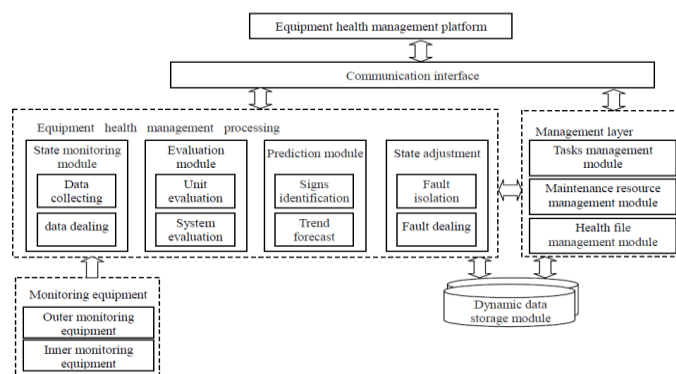 Equipment health management platform
Communication interface
Equipment health management processing
State monitoring
module
Data
collecting
data dealing
Evaluation module
Unit
evaluation
System
evaluation
Prediction module
Signs
identification
Trend
forecast
State adjustment
Fault
isolation
Fault dealing
Management layer
Tasks management
module
Maintenance resource
management module
Health file
management module
Monitoring equipment
Outer monitoring
equipment
Inner monitoring
equipment
Dynamic data
storage module